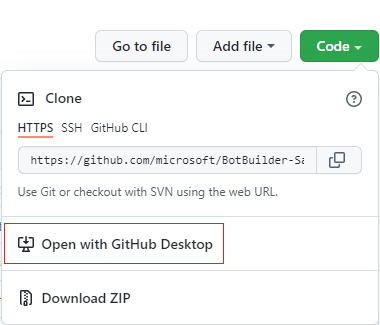 Go to file
Add file
Code
Clone
HTTPS SSH GitHub CLI
https://github.com/microsoft/BotBuilder-Sa
Use Git or checkout with SVN using the web URL.
Open with GitHub Desktop
Download ZIP